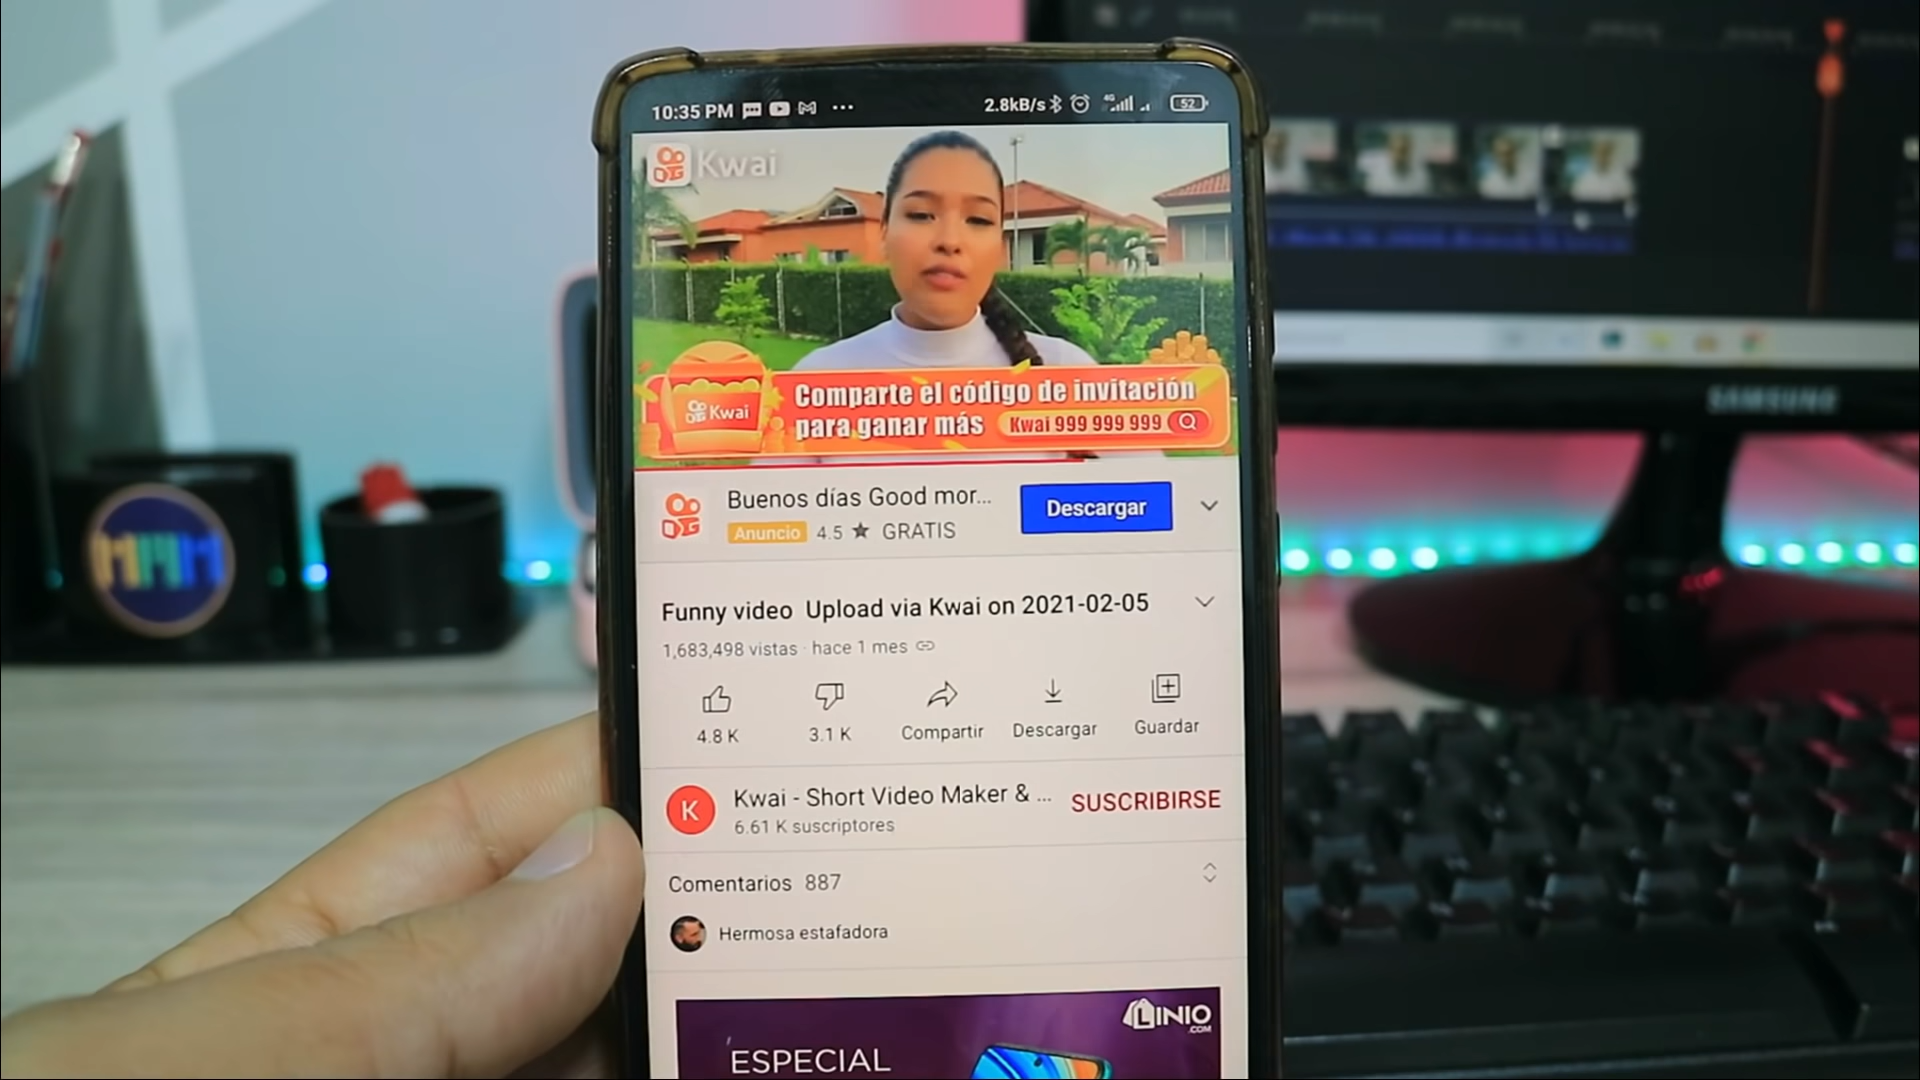 10:35 PM
2.8kB/s
4G
52
Kwai
Comparte el código de invitación
para ganar más
Kwai 999 999 999
Kwai
Buenos días Good mor...
Anuncio 4.5 ★ GRATIS
Descargar
Funny video Upload via Kwai on 2021-02-05
1,683,498 vistas · hace 1 mes
4.8 K
3.1 K
Compartir
Descargar
Guardar
K
Kwai - Short Video Maker & ...
6.61 K suscriptores
SUSCRIBIRSE
Comentarios 887
Hermosa estafadora
LINIO
.COM
ESPECIAL
SAMSUNG
MMM